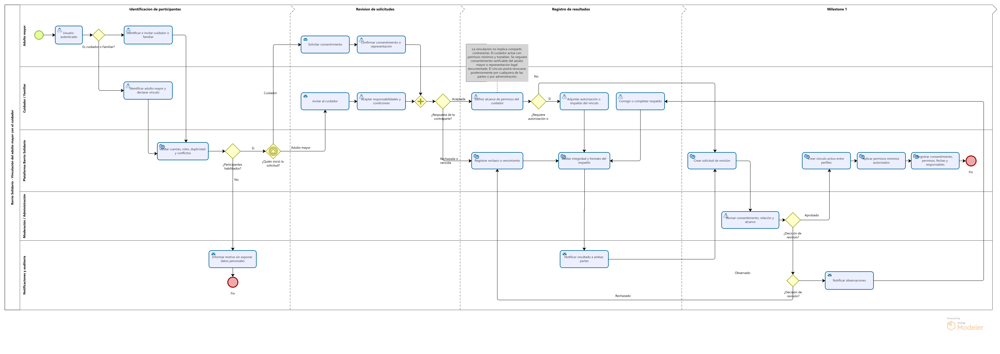 Barrio Solidario - Vinculación del adulto mayor con el cuidador
Identificacion de participantes
Revision de solicitudes
Registro de resultados
Milestone 1
Adulto mayor
Usuario
autenticado
Es cuidador o Familiar?
Identificar e invitar cuidador o
familiar
Solicitar consentimiento
Confirmar consentimiento o
representación
La vinculación no implica compartir
contraseñas. El cuidador actúa con
permisos mínimos y trazables. Se requiere
consentimiento verificable del adulto
mayor o representación legal
documentada. El vínculo podrá revocarse
posteriormente por cualquiera de las
partes o por administración.
Cuidador / Familiar
Identificar adulto mayor y
declarar vínculo
Cuidador
invitar al cuidador
Aceptar responsabilidades y
condiciones
¿Respuesta de la
contraparte?
Aceptada
Definir alcance de permisos del
cuidador
No
¿Requiere
autorización o
Sí
Adjuntar autorización o
respaldo del vínculo
Corregir o completar respaldo
Plataforma Barrio Solidario
Validar cuentas, roles, duplicidad
y conflictos
¿Participantes
habilitados?
Sí
No
¿Quién inició la
solicitud?
Adulto mayor
Rechazada o
vencida
Registrar rechazo o vencimiento
Validar integridad y formato del
respaldo
Crear solicitud de revisión
Crear vínculo activo entre
perfiles
Aplicar permisos mínimos
autorizados
Registrar consentimiento,
permisos, fechas y
responsables
Fin
Moderación / Administración
Revisar consentimiento, relación y
alcance
¿Decisión de
revisión?
Aprobado
Notificaciones y auditoría
Informar motivo sin exponer
datos personales
Fin
Notificar resultado a ambas
partes
Observado
¿Decisión de
revisión?
Notificar observaciones
Rechazado
Powered by
bizagi
Modeler